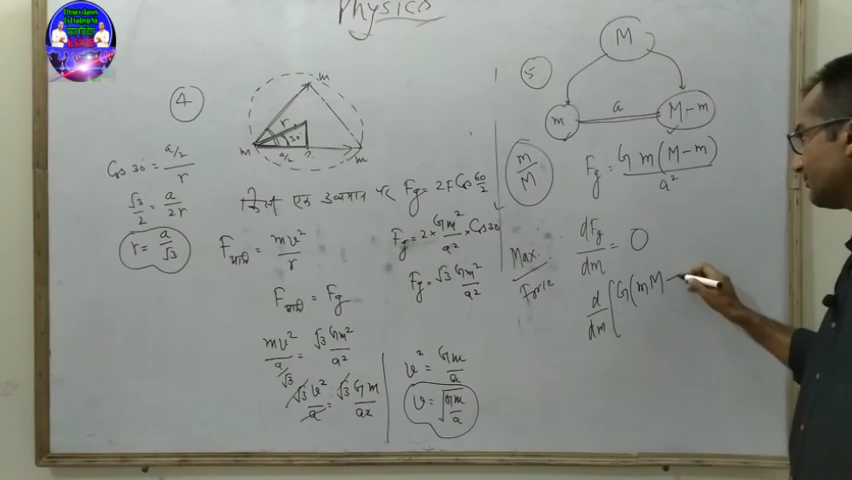 Physics
4
m
r
30
m
a/2
m
Cos 30 = a/2 / r
√3/2 = a/2r
r = a/√3
किसी एक द्रव्यमान पर Fg = 2F Cos 60/2
Fg = 2 × Gm²/a² × Cos 30
Fg = √3 Gm²/a²
= mv²/r
= Fg
mv²/a/√3 = √3 Gm²/a²
√3 v²/a = √3 Gm/a²
v² = Gm/a
v = √Gm/a
5
M
m
a
M-m
m/M
Fg = G m(M-m)/a²
Max.
Force
dFg/dm = 0
d/dm [G(mM -